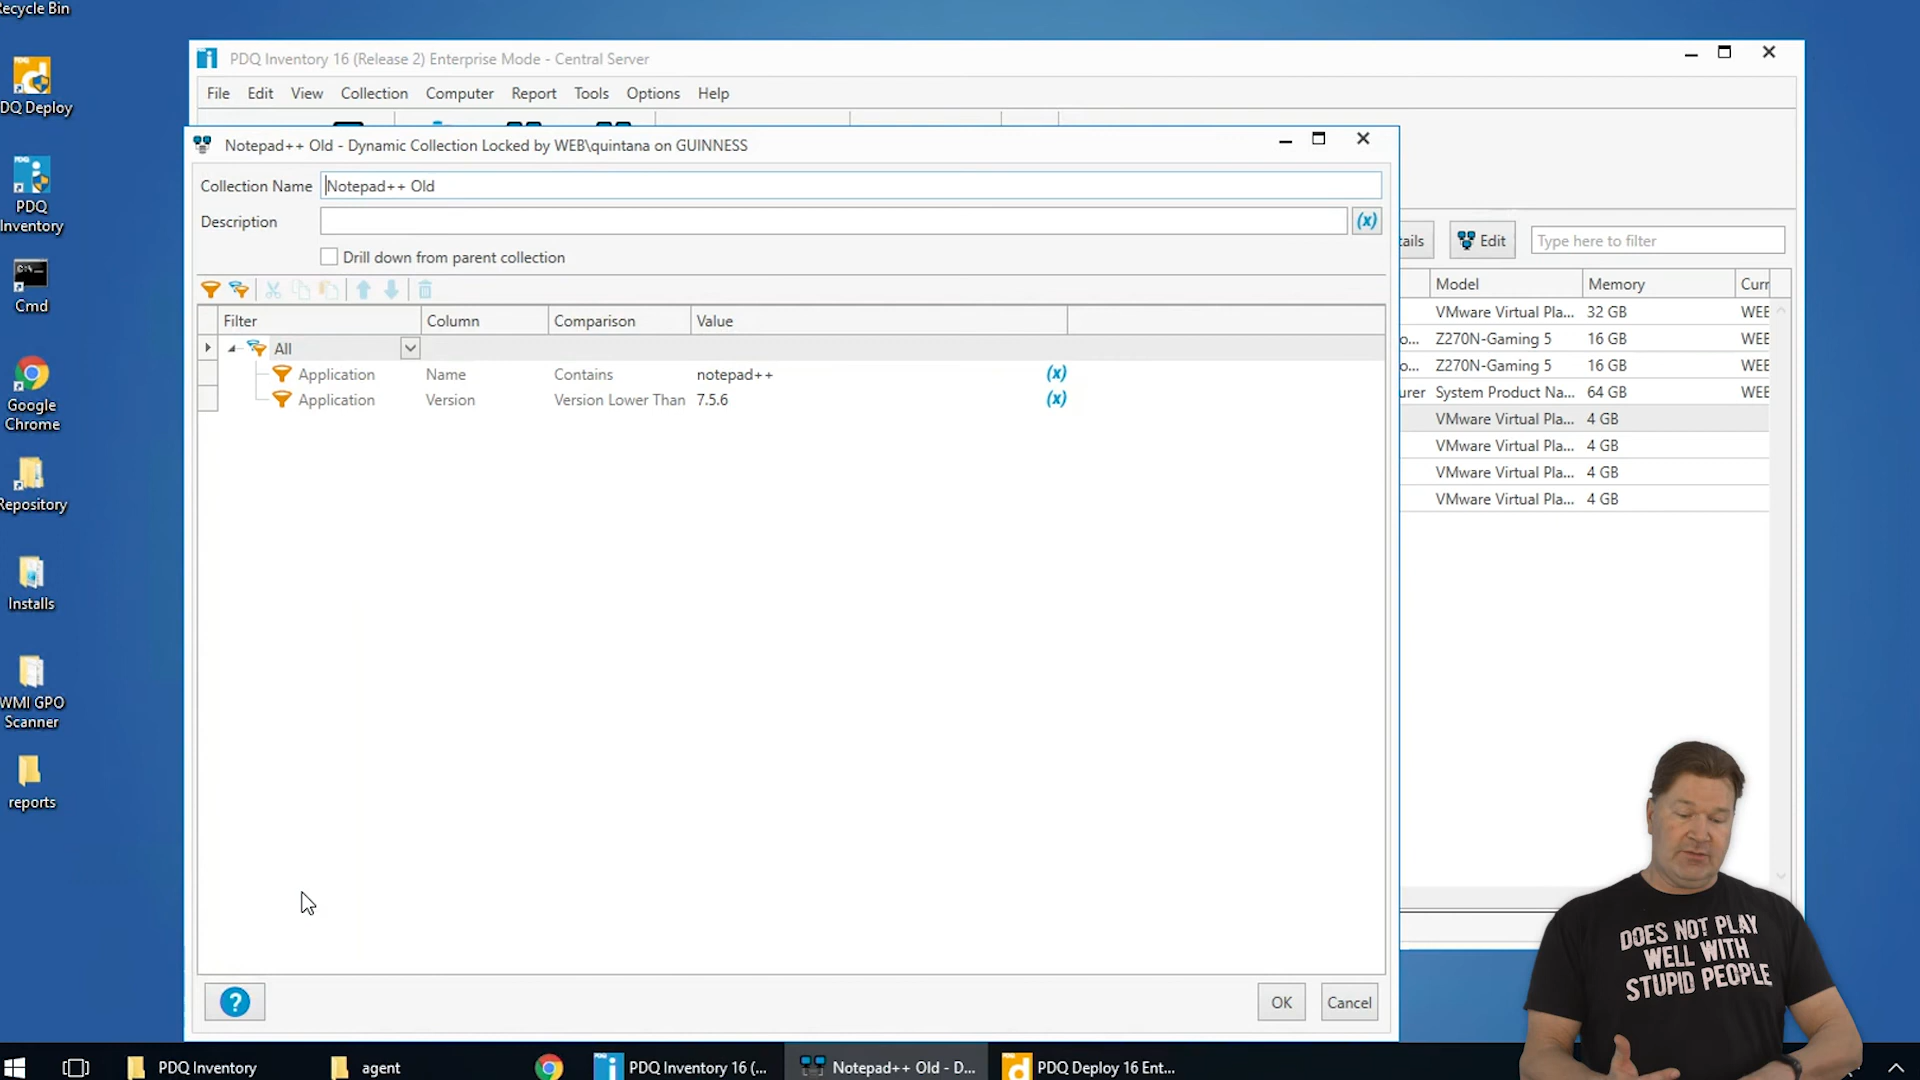 Recycle Bin
PDQ Inventory 16 (Release 2) Enterprise Mode - Central Server
File Edit View Collection Computer Report Tools Options Help
DQ Deploy
PDQ
Inventory
Cmd
Google
Chrome
Repository
Installs
WMI GPO
Scanner
reports
Notepad++ Old - Dynamic Collection Locked by WEB\quintana on GUINNESS
Collection Name Notepad++ Old
Description (x)
Drill down from parent collection
Filter Column Comparison Value
All
Application Name Contains notepad++ (x)
Application Version Version Lower Than 7.5.6 (x)
? OK Cancel
tails Edit Type here to filter
Model Memory Curr
VMware Virtual Pla... 32 GB WEE
o... Z270N-Gaming 5 16 GB WEE
o... Z270N-Gaming 5 16 GB WEE
urer System Product Na... 64 GB WEE
VMware Virtual Pla... 4 GB
VMware Virtual Pla... 4 GB
VMware Virtual Pla... 4 GB
VMware Virtual Pla... 4 GB
DOES NOT PLAY
WELL WITH
STUPID PEOPLE
PDQ Inventory agent PDQ Inventory 16 (... Notepad++ Old - D... PDQ Deploy 16 Ent...